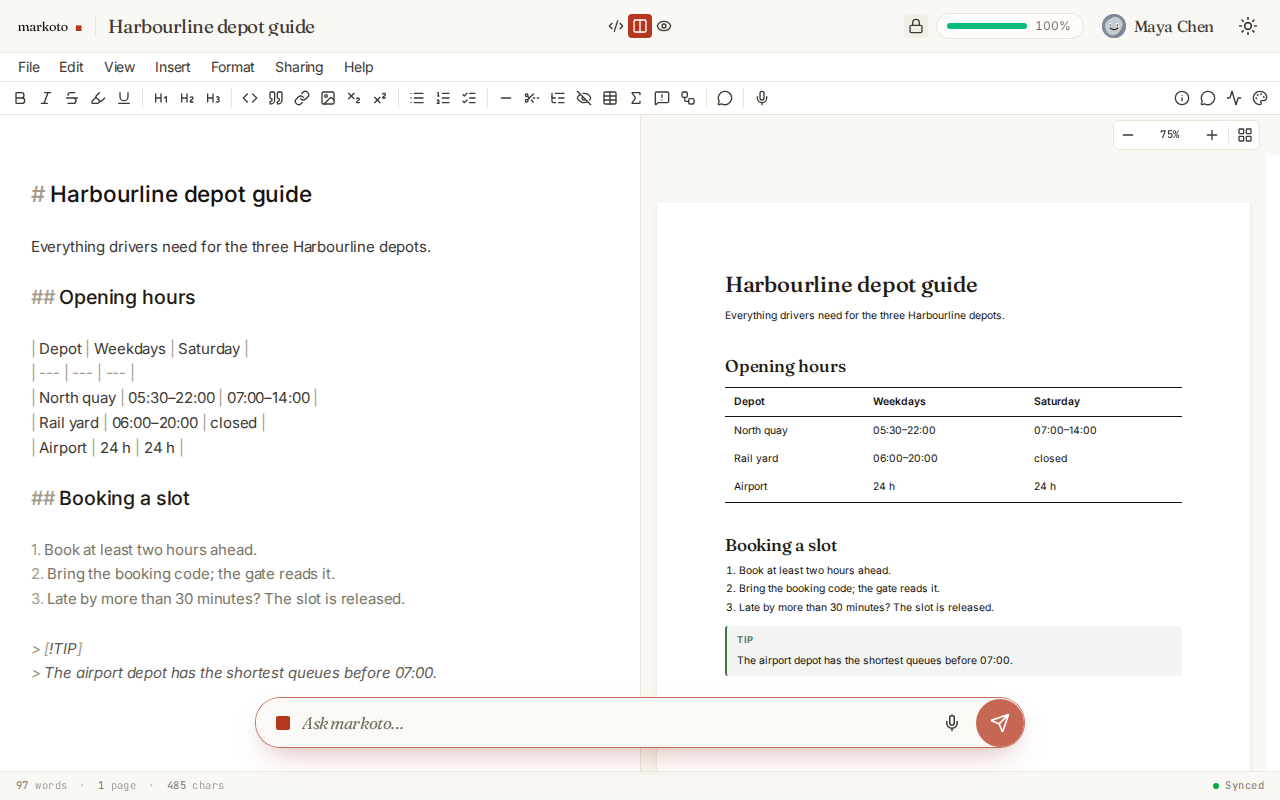 markoto
Harbourline depot guide
100%
Maya Chen
File Edit View Insert Format Sharing Help
H1 H2 H3
X2 x2
75%
# Harbourline depot guide
Everything drivers need for the three Harbourline depots.
## Opening hours
| Depot | Weekdays | Saturday |
| --- | --- | --- |
| North quay | 05:30–22:00 | 07:00–14:00 |
| Rail yard | 06:00–20:00 | closed |
| Airport | 24 h | 24 h |
## Booking a slot
1. Book at least two hours ahead.
2. Bring the booking code; the gate reads it.
3. Late by more than 30 minutes? The slot is released.
> [!TIP]
> The airport depot has the shortest queues before 07:00.
Harbourline depot guide
Everything drivers need for the three Harbourline depots.
Opening hours
Depot Weekdays Saturday
North quay 05:30–22:00 07:00–14:00
Rail yard 06:00–20:00 closed
Airport 24 h 24 h
Booking a slot
1. Book at least two hours ahead.
2. Bring the booking code; the gate reads it.
3. Late by more than 30 minutes? The slot is released.
TIP
The airport depot has the shortest queues before 07:00.
Ask markoto...
97 words · 1 page · 485 chars
Synced